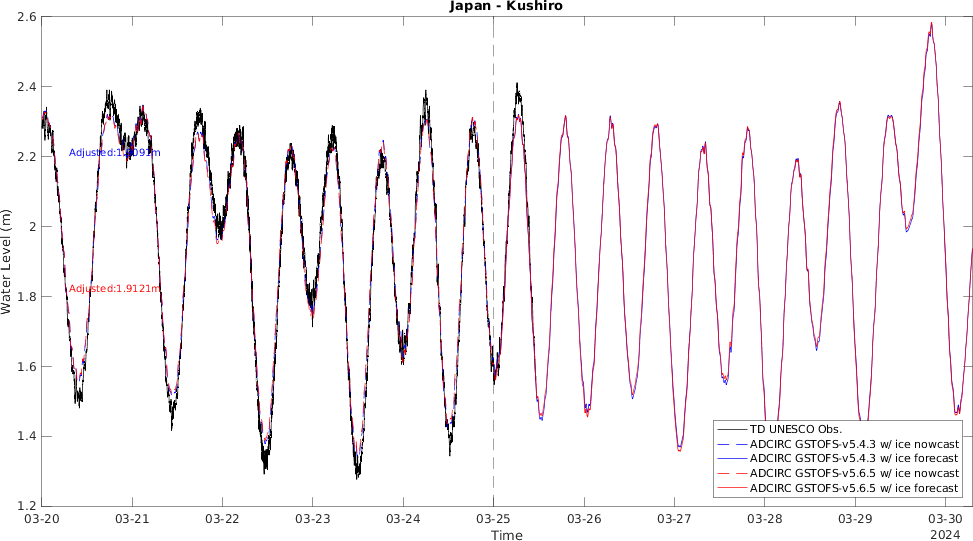 Japan - Kushiro
2.6
2.4
2.2
2
1.8
1.6
1.4
1.2
Water Level (m)
Adjusted:1.9121m
TD UNESCO Obs.
ADCIRC GSTOFS-v5.4.3 w/ ice nowcast
ADCIRC GSTOFS-v5.4.3 w/ ice forecast
ADCIRC GSTOFS-v5.6.5 w/ ice nowcast
ADCIRC GSTOFS-v5.6.5 w/ ice forecast
03-20 03-21 03-22 03-23 03-24 03-25 03-26 03-27 03-28 03-29 03-30
Time
2024